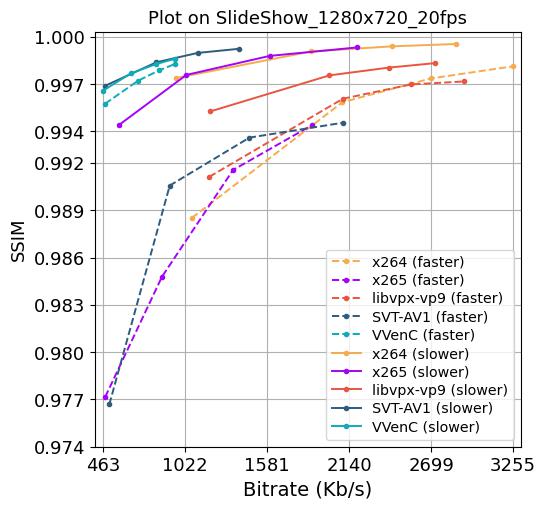 Plot on SlideShow_1280x720_20fps
1.000
0.997
0.994
0.992
0.989
0.986
0.983
0.980
0.977
0.974
SSIM
x264 (faster)
x265 (faster)
libvpx-vp9 (faster)
SVT-AV1 (faster)
VVenC (faster)
x264 (slower)
x265 (slower)
libvpx-vp9 (slower)
SVT-AV1 (slower)
VVenC (slower)
463 1022 1581 2140 2699 3255
Bitrate (Kb/s)